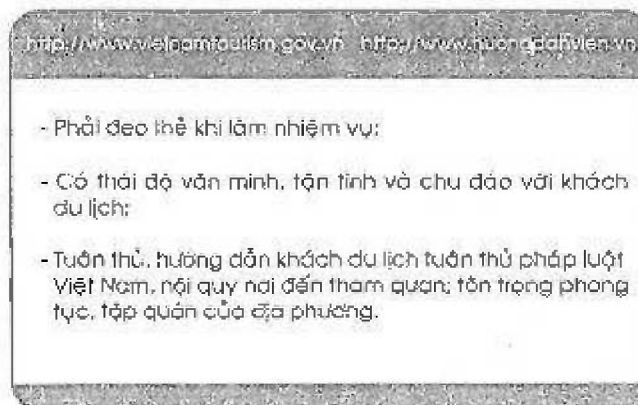 http://www.vietnamtourism.gov.vn http://www.huongdanvien.vn
- Phải đeo thẻ khi làm nhiệm vụ;
- Có thái độ văn minh, tận tình và chu đáo với khách
du lịch;
- Tuân thủ, hướng dẫn khách du lịch tuân thủ pháp luật
Việt Nam, nội quy nơi đến tham quan; tôn trọng phong
tục, tập quán của địa phương.